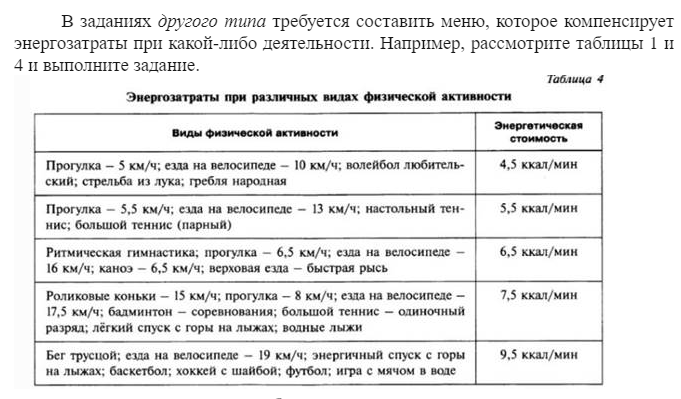 В заданиях другого типа требуется составить меню, которое компенсирует
энергозатраты при какой-либо деятельности. Например, рассмотрите таблицы 1 и
4 и выполните задание.
Таблица 4
Энергозатраты при различных видах физической активности
Виды физической активности
Энергетическая
стоимость
Прогулка – 5 км/ч; езда на велосипеде – 10 км/ч; волейбол любитель-
ский; стрельба из лука; гребля народная
4,5 ккал/мин
Прогулка – 5,5 км/ч; езда на велосипеде – 13 км/ч; настольный тен-
нис; большой теннис (парный)
5,5 ккал/мин
Ритмическая гимнастика; прогулка – 6,5 км/ч; езда на велосипеде –
16 км/ч; каноэ – 6,5 км/ч; верховая езда – быстрая рысь
6,5 ккал/мин
Роликовые коньки – 15 км/ч; прогулка – 8 км/ч; езда на велосипеде –
17,5 км/ч; бадминтон – соревнования; большой теннис – одиночный
разряд; лёгкий спуск с горы на лыжах; водные лыжи
7,5 ккал/мин
Бег трусцой; езда на велосипеде – 19 км/ч; энергичный спуск с горы
на лыжах; баскетбол; хоккей с шайбой; футбол; игра с мячом в воде
9,5 ккал/мин